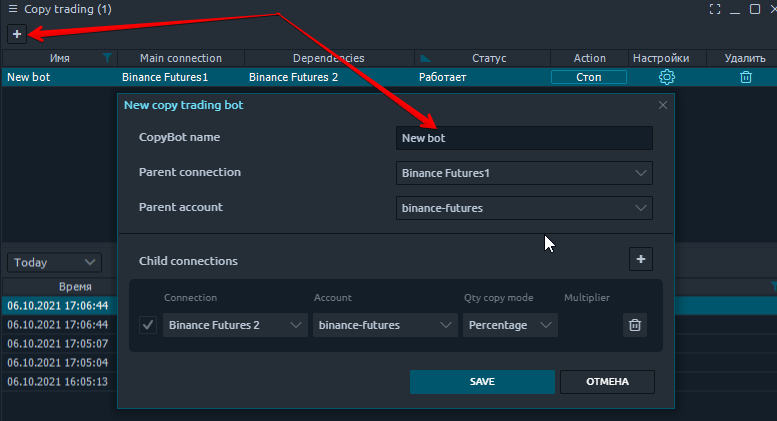 Copy trading (1)
Имя Main connection Dependencies Статус Action Настройки Удалить
New bot Binance Futures1 Binance Futures 2 Работает Стоп
New copy trading bot
CopyBot name New bot
Parent connection Binance Futures1
Parent account binance-futures
Child connections
Today
Время
Connection Account Qty copy mode Multiplier
Binance Futures 2 binance-futures Percentage
06.10.2021 17:06:44
06.10.2021 17:06:44
06.10.2021 17:05:07
06.10.2021 17:05:04
06.10.2021 16:05:13
SAVE ОТМЕНА